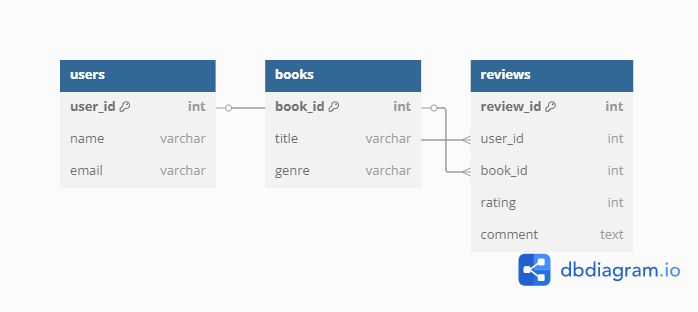 users
user_id int
name varchar
email varchar
books
book_id int
title varchar
genre varchar
reviews
review_id int
user_id int
book_id int
rating int
comment text
dbdiagram.io